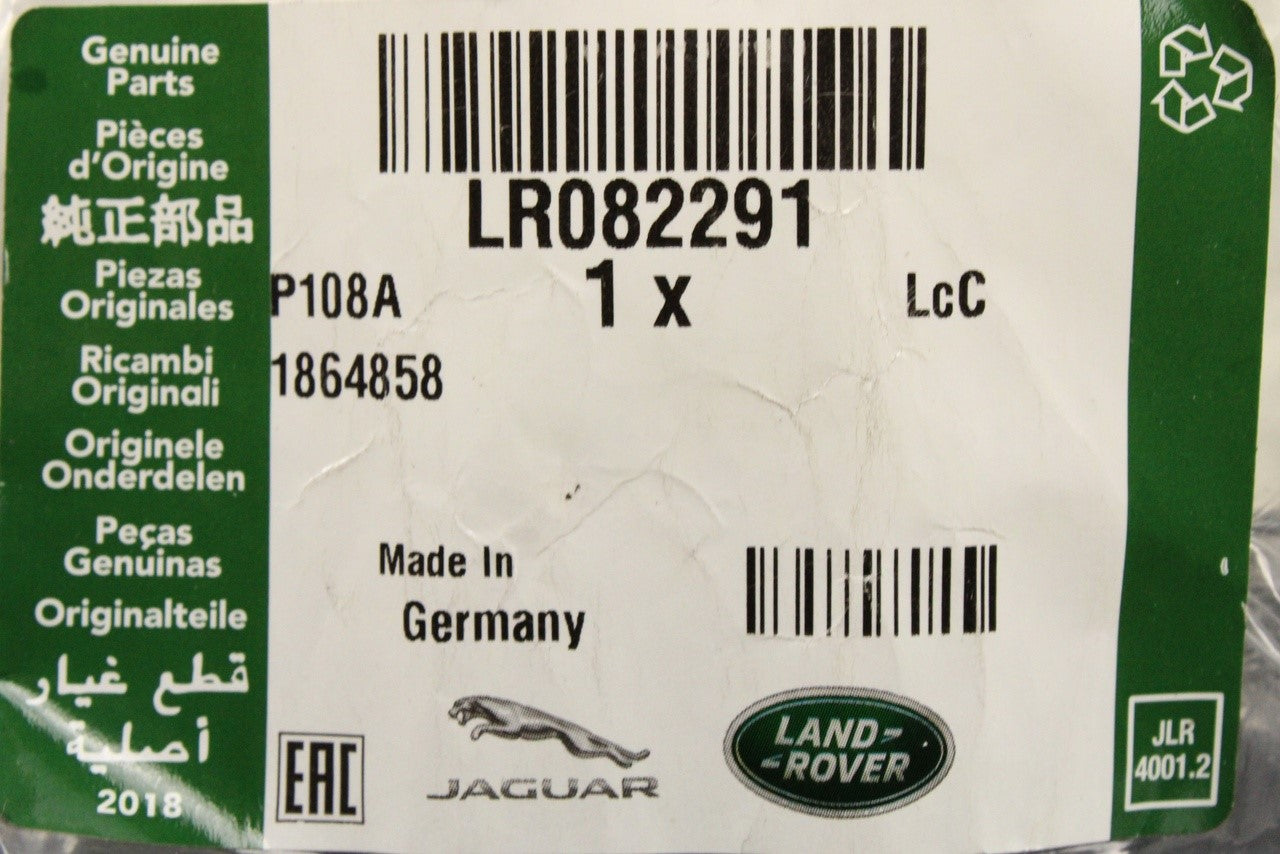 Genuine
Parts
Pièces
d'Origine
純正部品
Piezas
Originales
Ricambi
Originali
Originele
Onderdelen
Peças
Genuinas
Originalteile
قطع غيار
أصلية
2018
LR082291
P108A 1 x LcC
1864858
Made In
Germany
EAC
JAGUAR
LAND-
-ROVER
JLR
4001.2